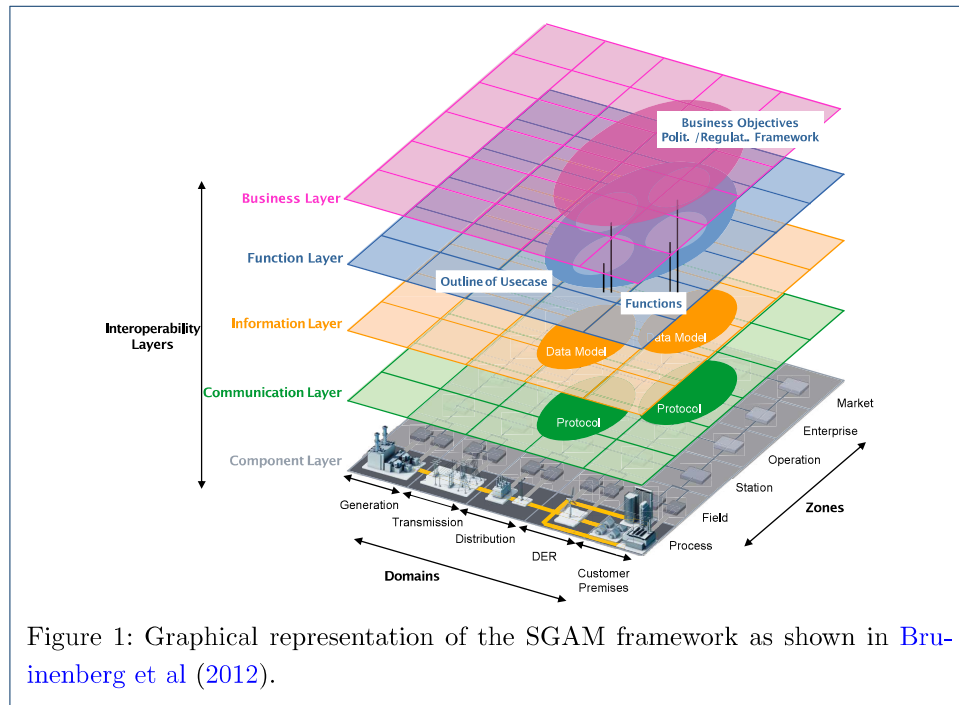 Business Objectives
Polit. /Regulat.. Framework
Business Layer
Function Layer
Outline of Usecase
Functions
Interoperability
Layers
Information Layer
Data Model
Data Model
Communication Layer
Protocol
Protocol
Component Layer
Market
Enterprise
Operation
Station
Field
Process
Zones
Generation
Transmission
Distribution
DER
Customer
Premises
Domains
Figure 1: Graphical representation of the SGAM framework as shown in Bru-
inenberg et al (2012).